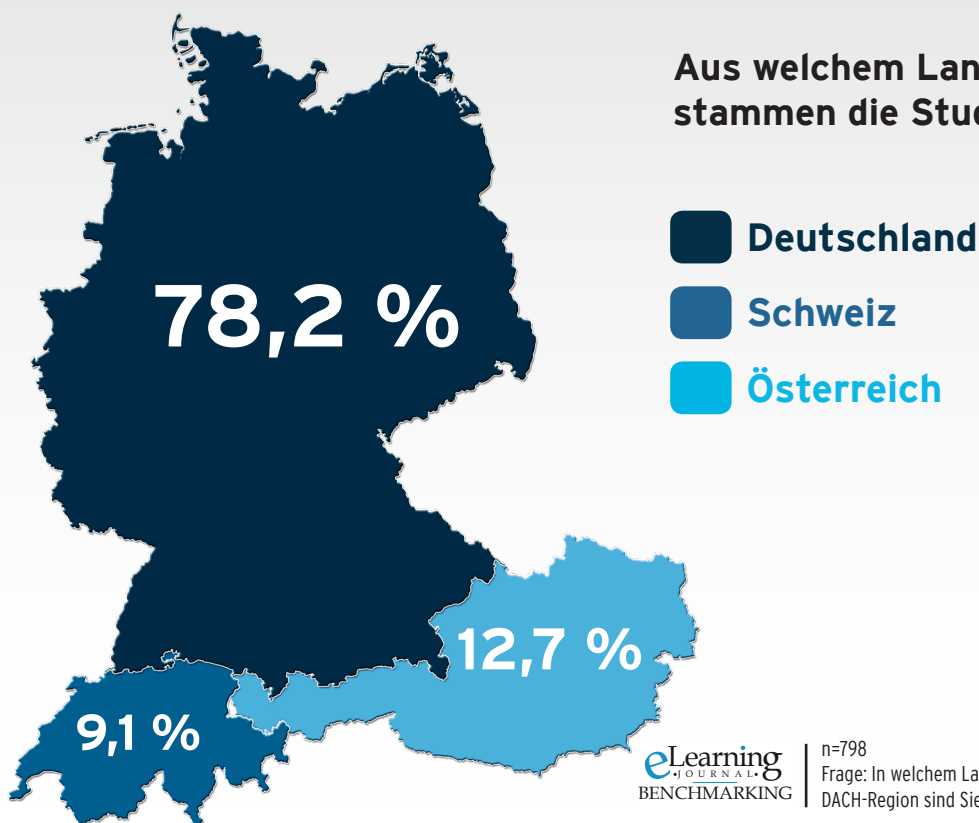 Aus welchem Lan
stammen die Stud
78,2 %
Deutschland
Schweiz
Österreich
12,7 %
9,1 %
eLearning
JOURNAL
BENCHMARKING
n=798
Frage: In welchem La
DACH-Region sind Sie